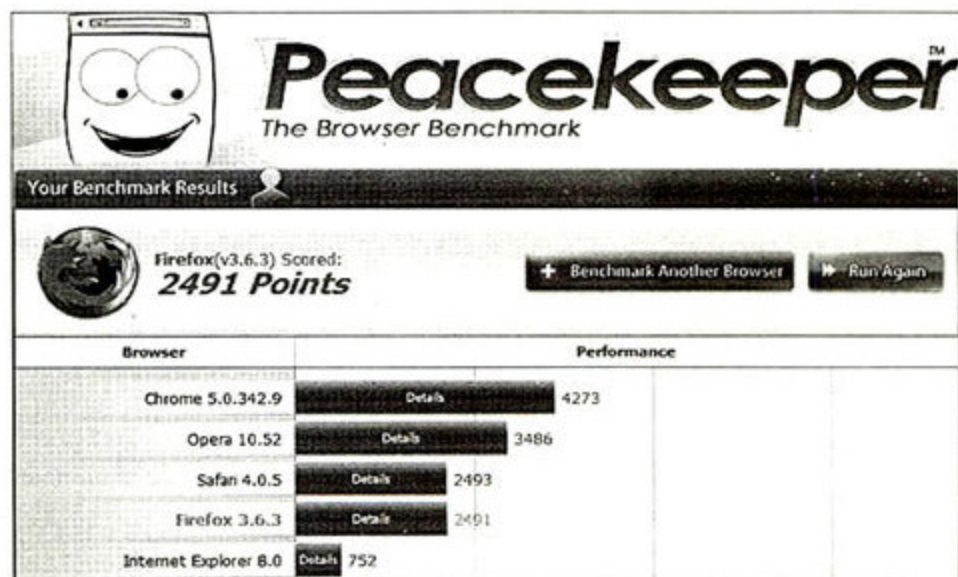 Peacekeeper™
The Browser Benchmark
Your Benchmark Results
Firefox(v3.6.3) Scored:
2491 Points
+ Benchmark Another Browser
Run Again
Browser Performance
Chrome 5.0.342.9 Details 4273
Opera 10.52 Details 3486
Safari 4.0.5 Details 2493
Firefox 3.6.3 Details 2491
Internet Explorer 8.0 Details 752